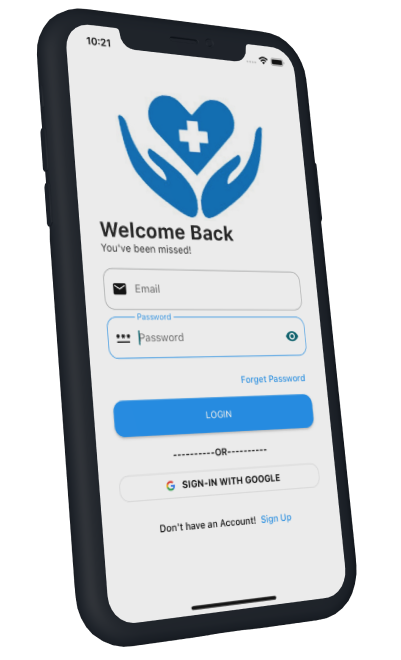 10:21
Welcome Back
You've been missed!
Email
Password
Password
Forget Password
LOGIN
----------OR----------
SIGN-IN WITH GOOGLE
Don't have an Account! Sign Up